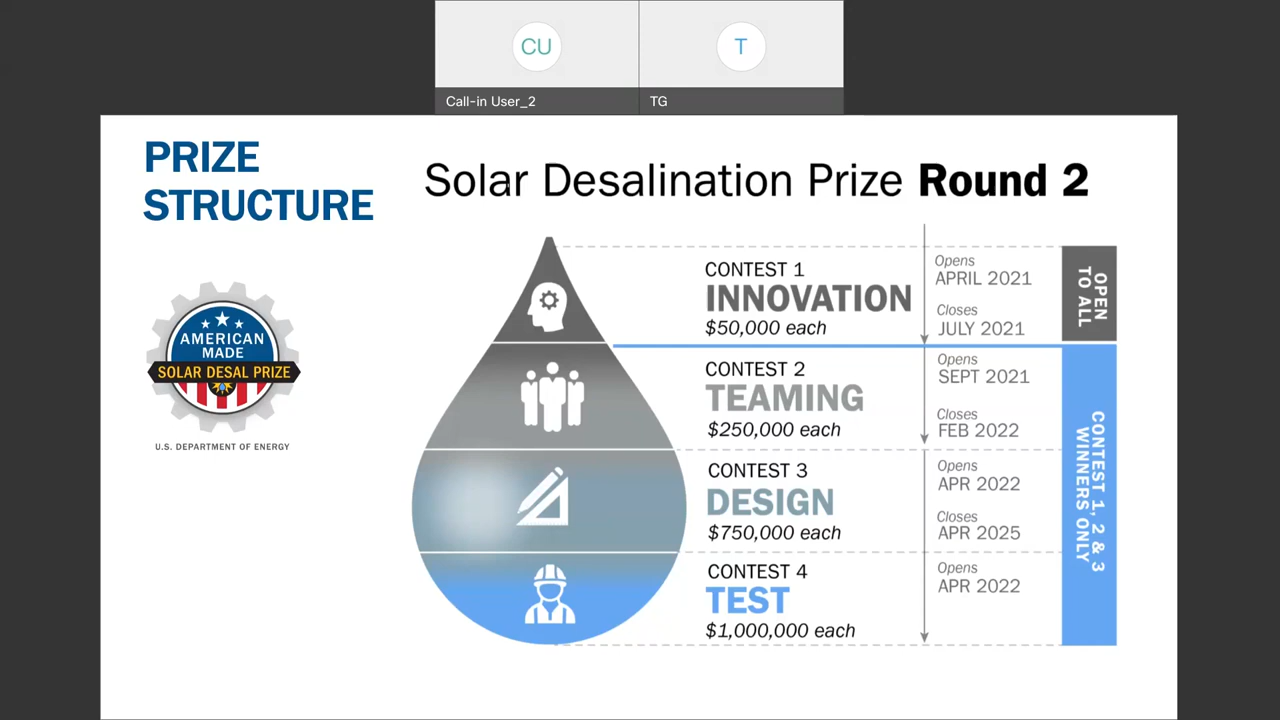 CU
T
Call-in User_2
TG
PRIZE
STRUCTURE
Solar Desalination Prize Round 2
AMERICAN
MADE
SOLAR DESAL PRIZE
U.S. DEPARTMENT OF ENERGY
CONTEST 1
INNOVATION
$50,000 each
Opens
APRIL 2021
Closes
JULY 2021
OPEN
TO ALL
CONTEST 2
TEAMING
$250,000 each
Opens
SEPT 2021
Closes
FEB 2022
CONTEST 3
DESIGN
$750,000 each
Opens
APR 2022
Closes
APR 2025
CONTEST 4
TEST
$1,000,000 each
Opens
APR 2022
CONTEST 1, 2 & 3
WINNERS ONLY